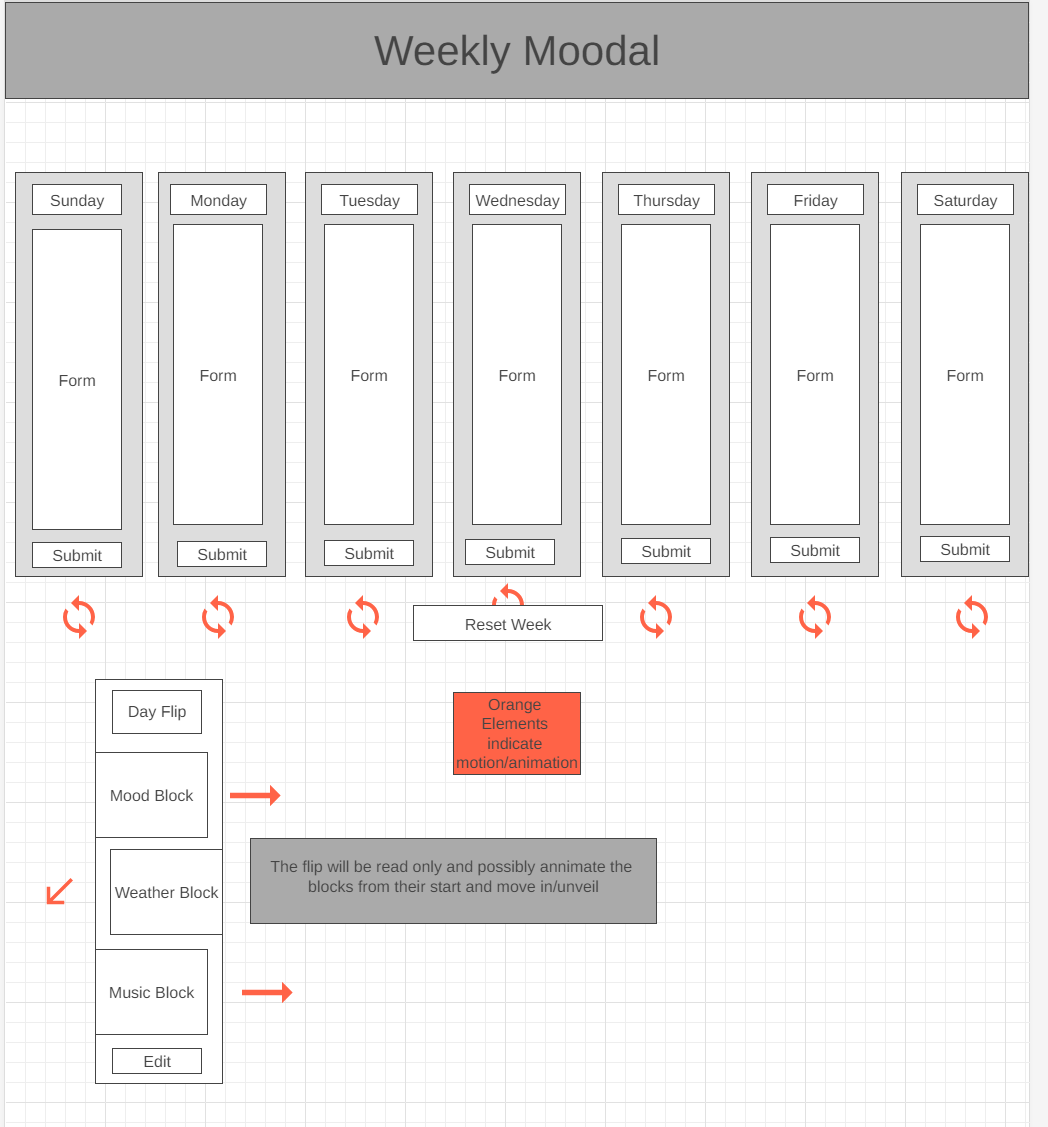 Weekly Moodal
Sunday
Monday
Tuesday
Wednesday
Thursday
Friday
Saturday
Form
Form
Form
Form
Form
Form
Form
Submit
Submit
Submit
Submit
Submit
Submit
Submit
Reset Week
Day Flip
Mood Block
Weather Block
Music Block
Edit
Orange
Elements
indicate
motion/animation
The flip will be read only and possibly annimate the
blocks from their start and move in/unveil